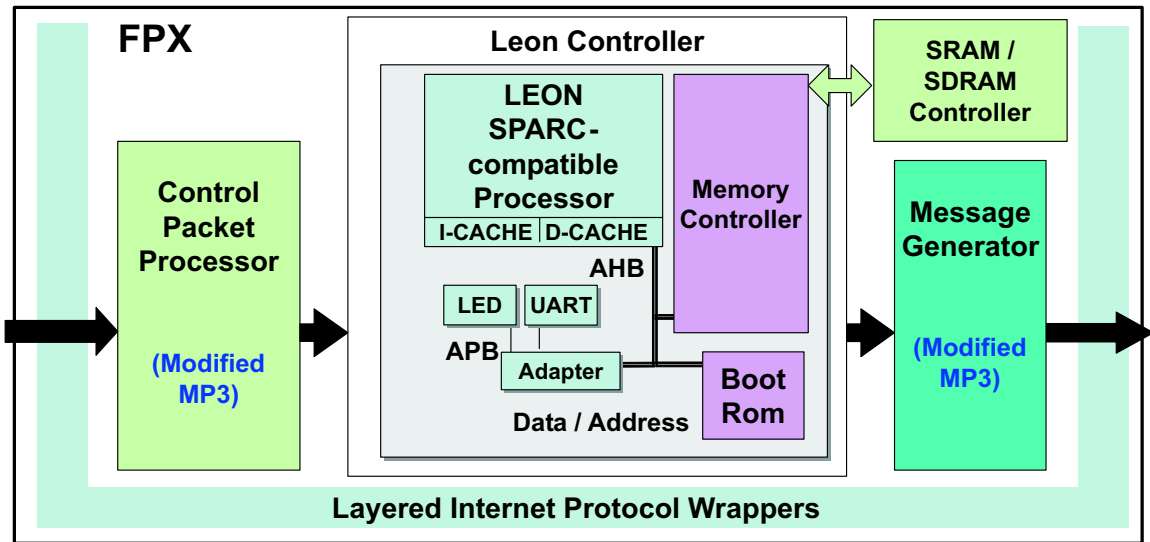 FPX
Leon Controller
SRAM /
SDRAM
Controller
LEON
SPARC-
compatible
Processor
I-CACHE D-CACHE
Memory
Controller
Control
Packet
Processor
(Modified
MP3)
AHB
LED
UART
APB
Adapter
Boot
Rom
Data / Address
Message
Generator
(Modified
MP3)
Layered Internet Protocol Wrappers